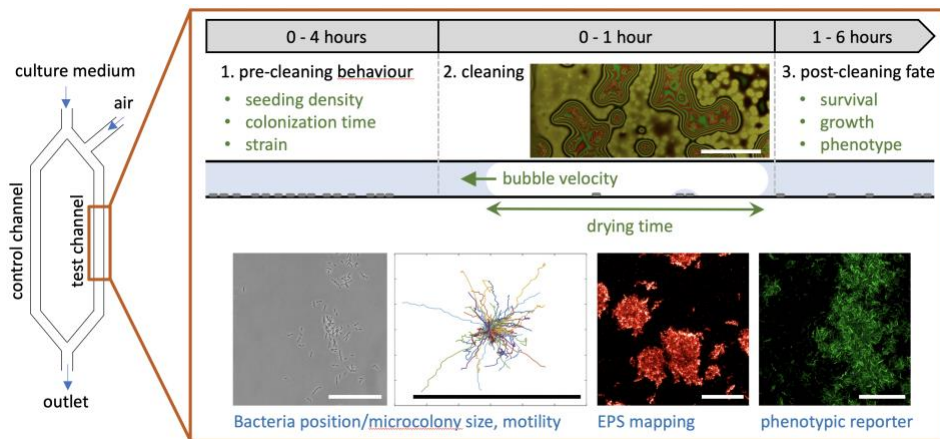 culture medium
air
control channel
test channel
outlet
0 - 4 hours
0 - 1 hour
1 - 6 hours
1. pre-cleaning behaviour
• seeding density
• colonization time
• strain
2. cleaning
3. post-cleaning fate
• survival
• growth
• phenotype
bubble velocity
drying time
Bacteria position/microcolony size, motility
EPS mapping
phenotypic reporter